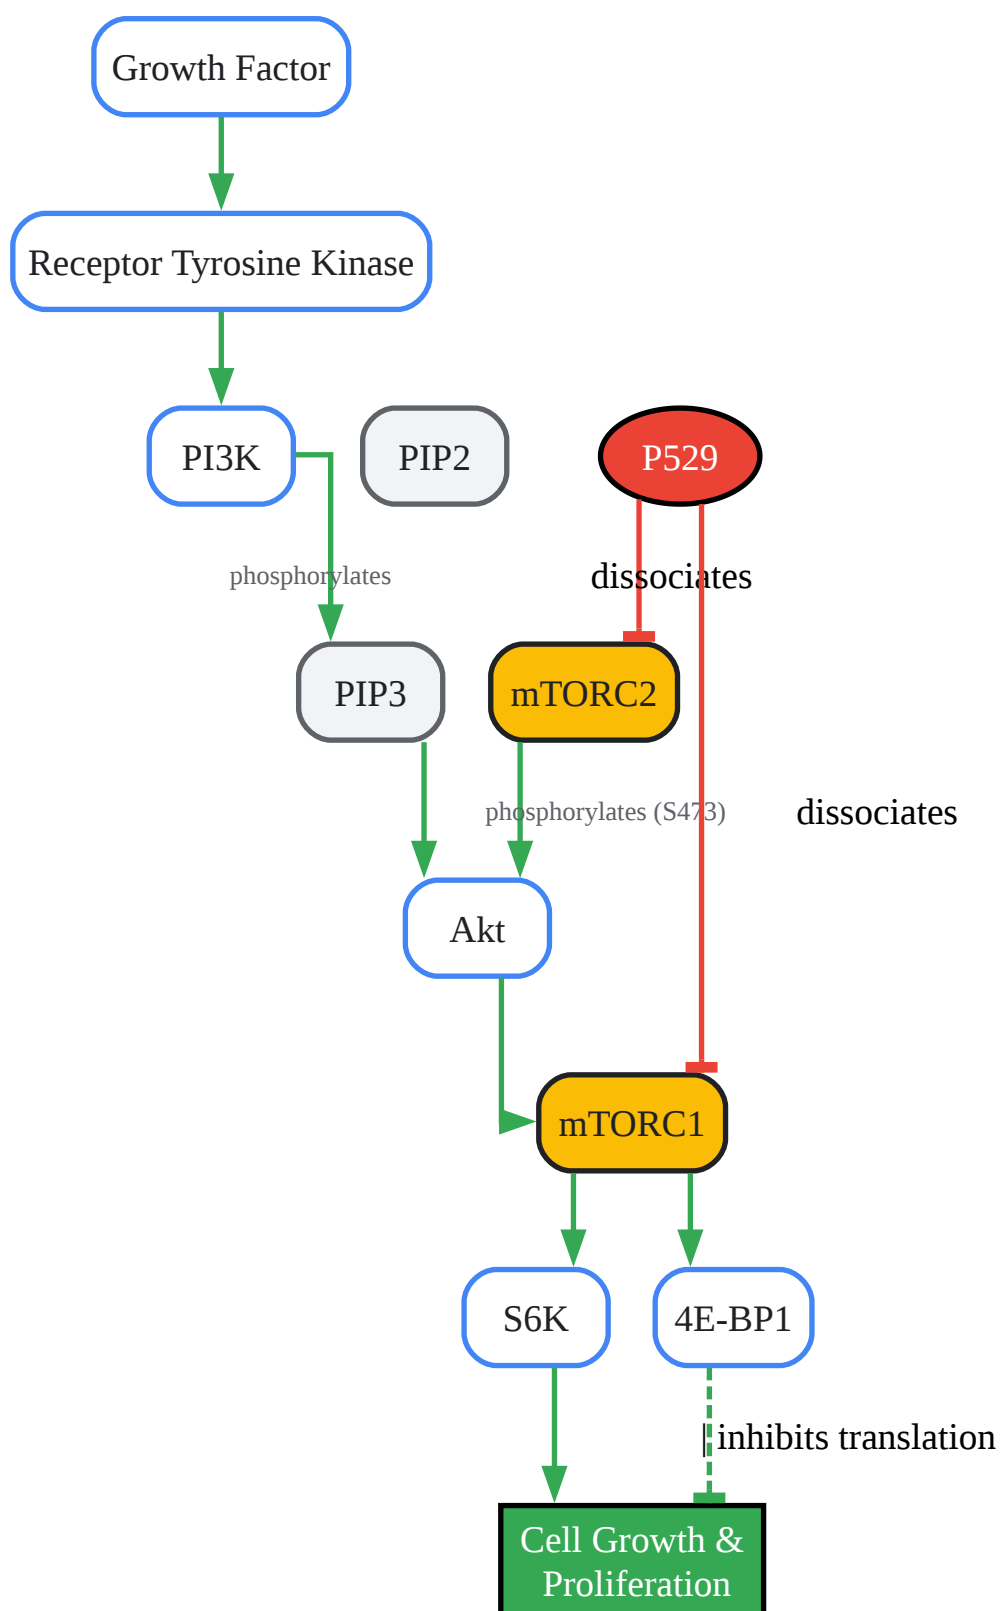 Growth Factor
Receptor Tyrosine Kinase
PI3K
PIP2
P529
phosphorylates
dissociates
PIP3
mTORC2
phosphorylates (S473)
dissociates
Akt
mTORC1
S6K
4E-BP1
| inhibits translation
Cell Growth &
Proliferation